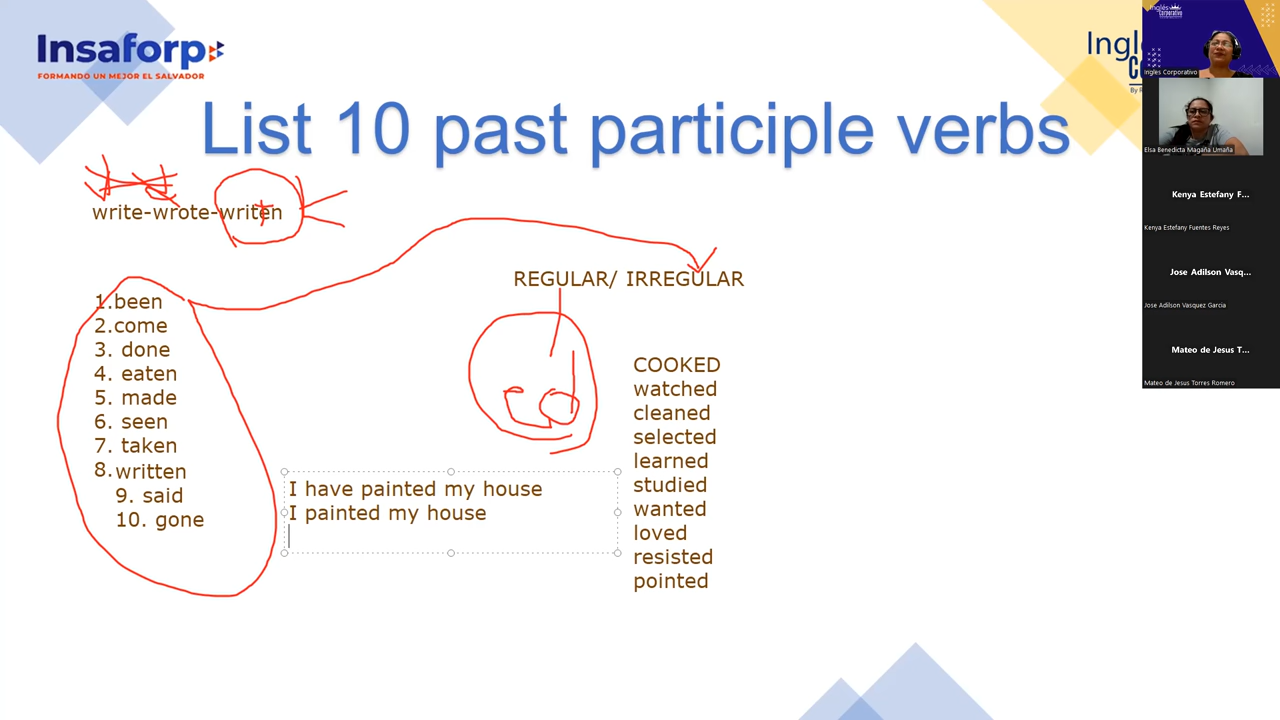 Insaforp
FORMANDO UN MEJOR EL SALVADOR
List 10 past participle verbs
write-wrote-writen
1.been
2.come
3. done
4. eaten
5. made
6. seen
7. taken
8. written
9. said
10. gone
REGULAR/ IRREGULAR
ed
COOKED
watched
cleaned
selected
learned
studied
wanted
loved
resisted
pointed
I have painted my house
I painted my house
Inglés
Corporativo
Ingles Corporativo
Elsa Benedicta Magaña Umaña
Kenya Estefany F...
Kenya Estefany Fuentes Reyes
Jose Adilson Vasq...
Jose Adilson Vasquez Garcia
Mateo de Jesus T...
Mateo de Jesus Torres Romero